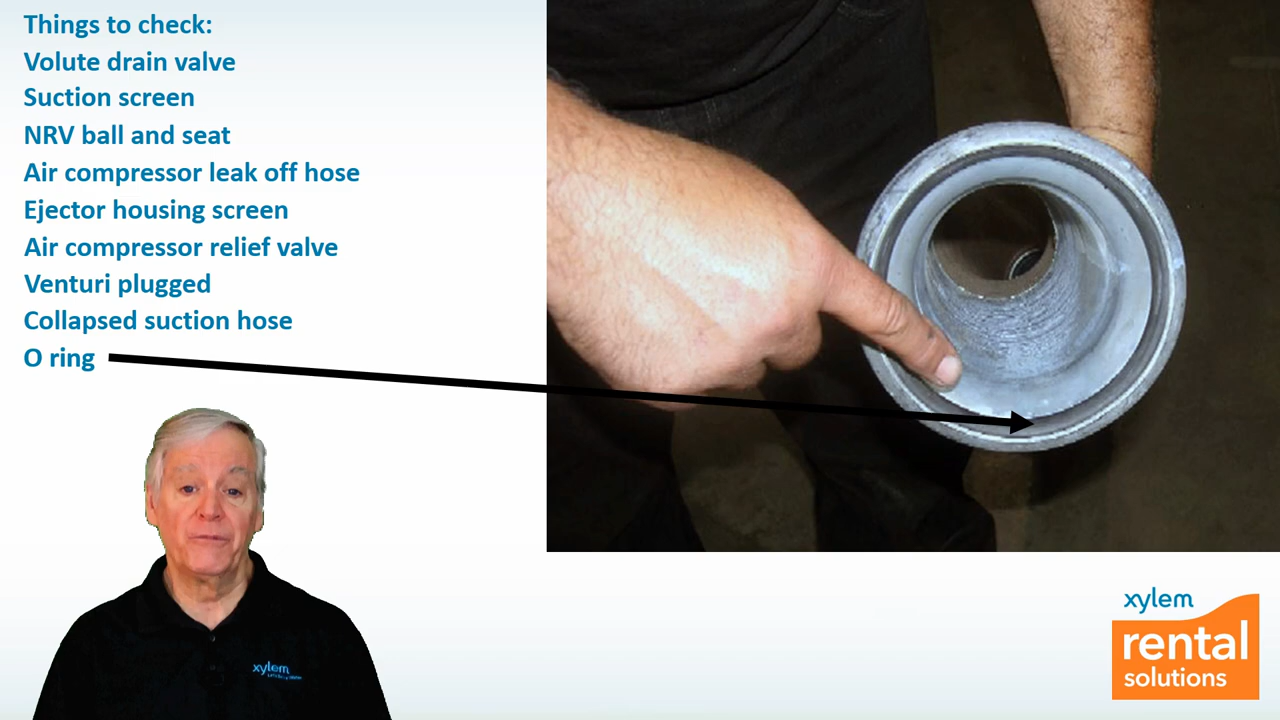 Things to check:
Volute drain valve
Suction screen
NRV ball and seat
Air compressor leak off hose
Ejector housing screen
Air compressor relief valve
Venturi plugged
Collapsed suction hose
O ring
xylem
xylem
rental
solutions